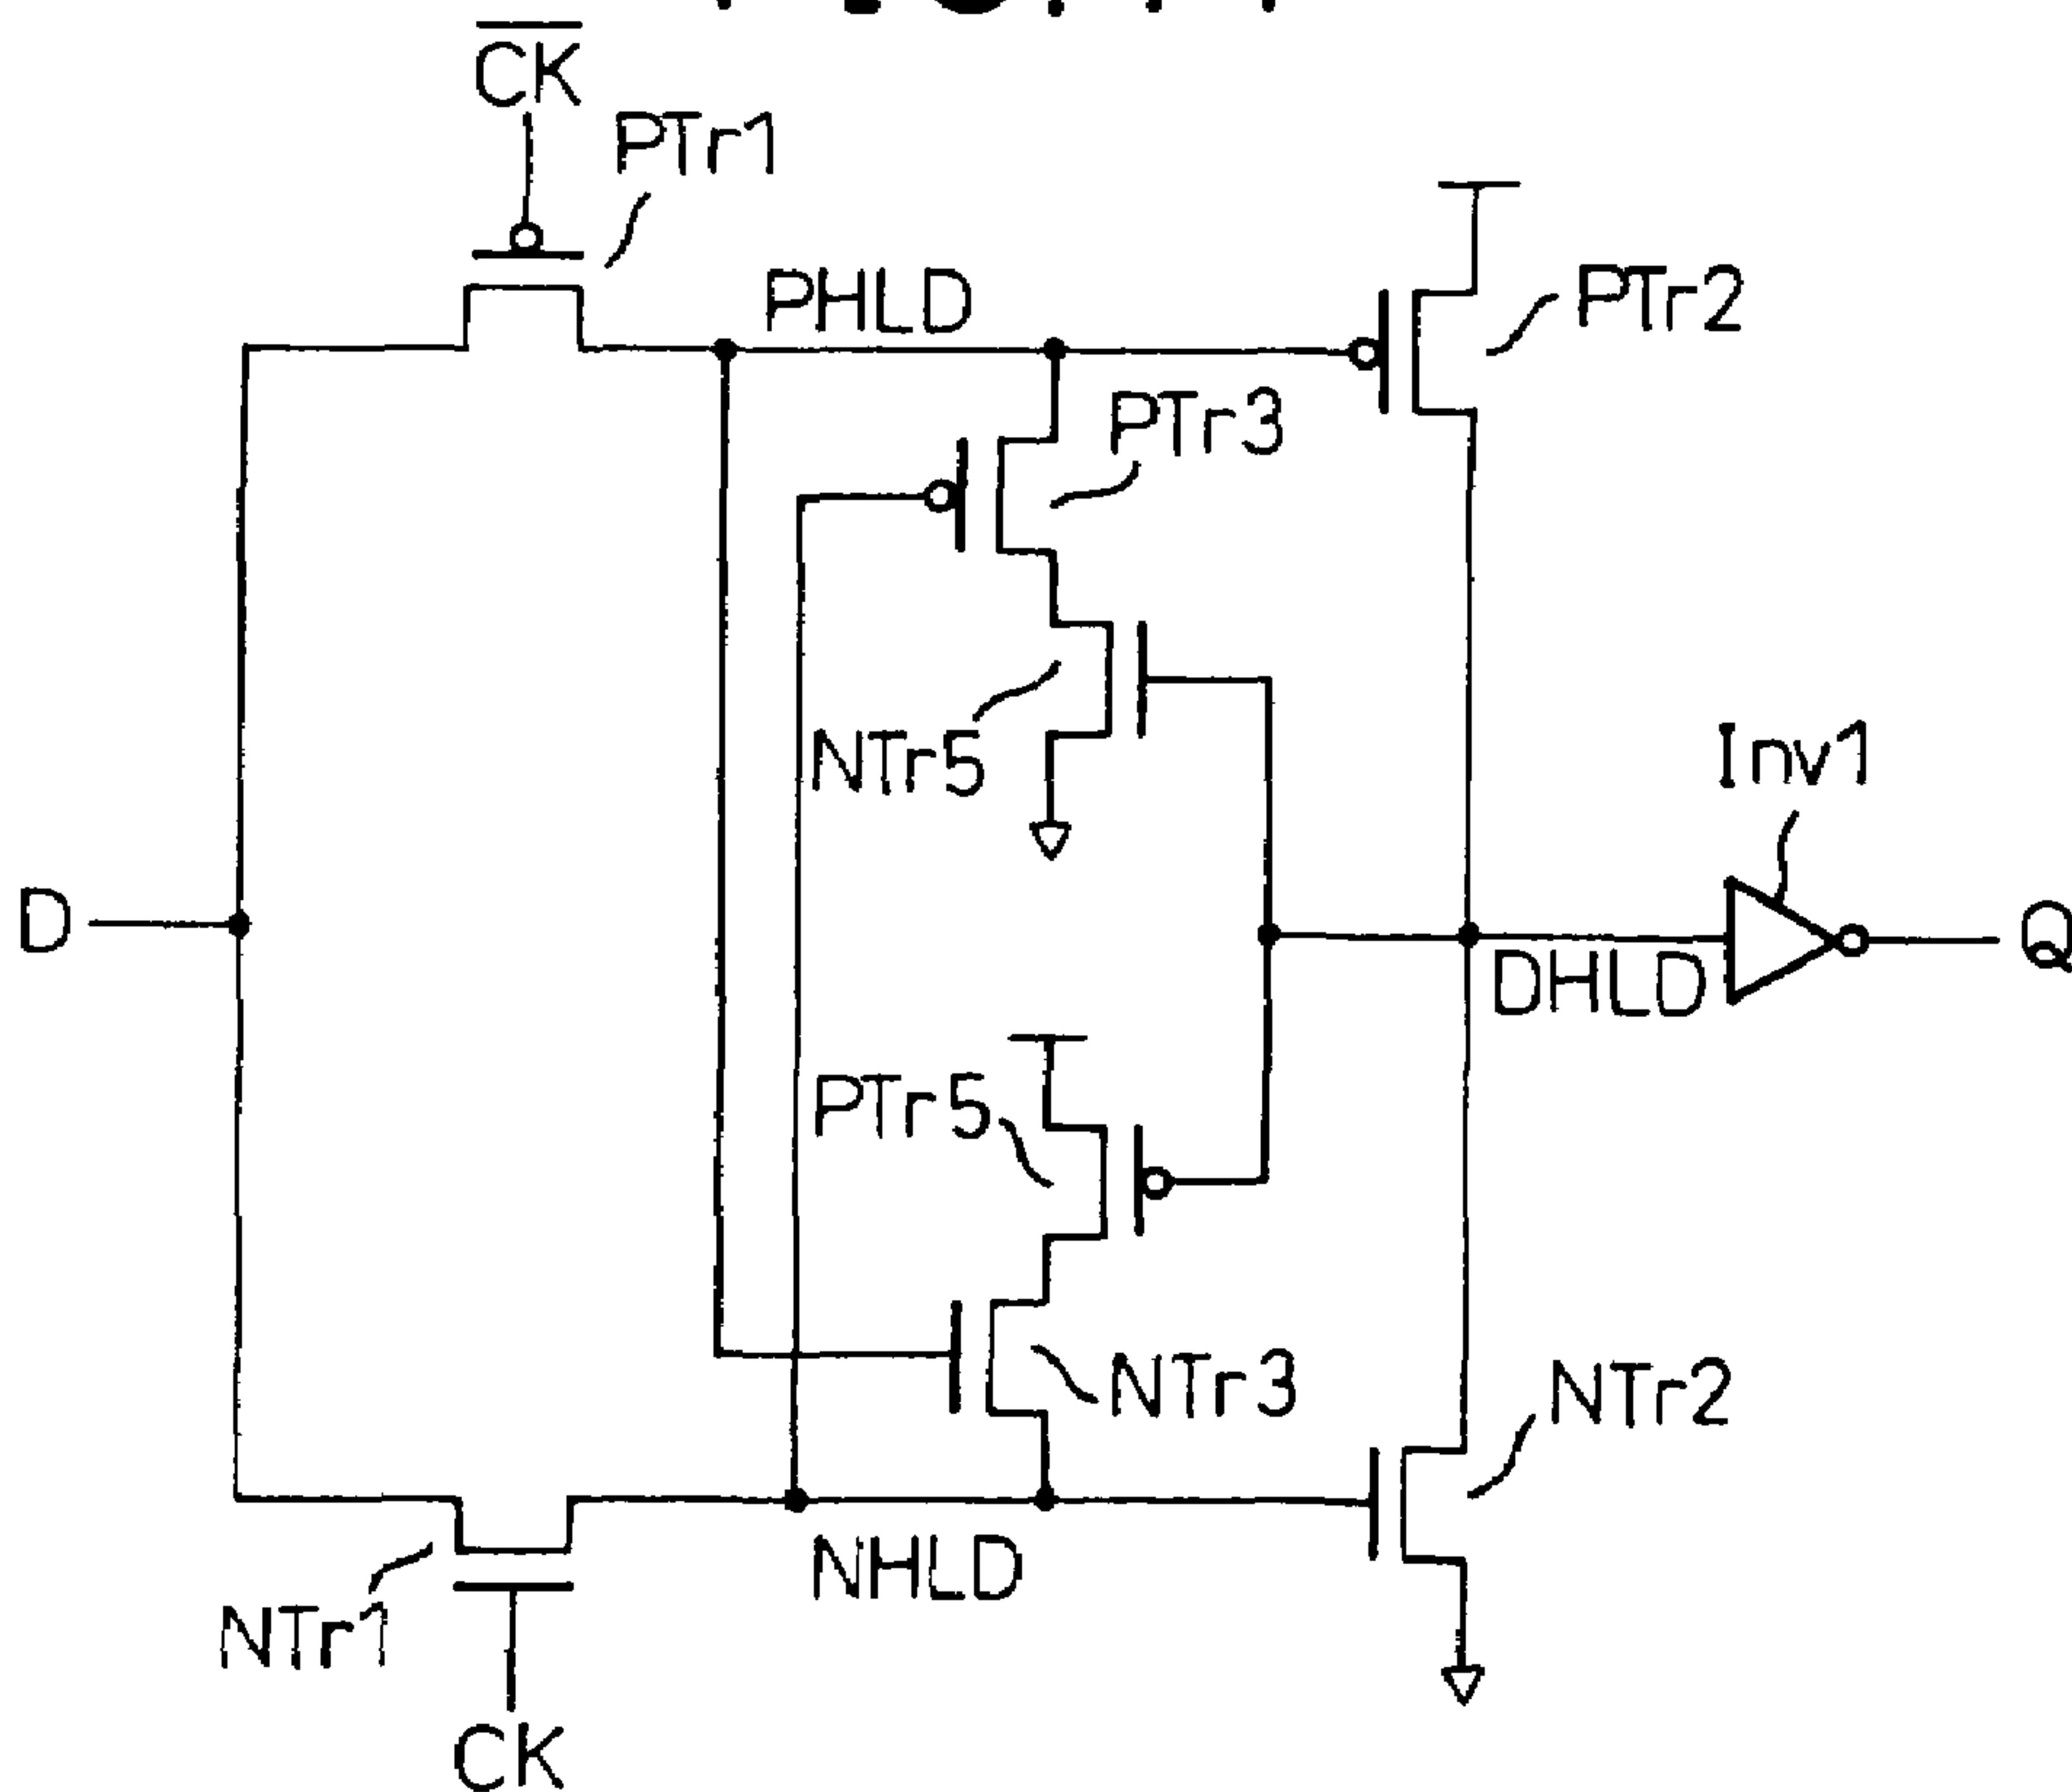 CK
PTr1
PHLD
PTr2
PTr3
NTr5
Inv1
D
Q
DHLD
PTr5
NTr3
NTr2
NHLD
NTr1
CK